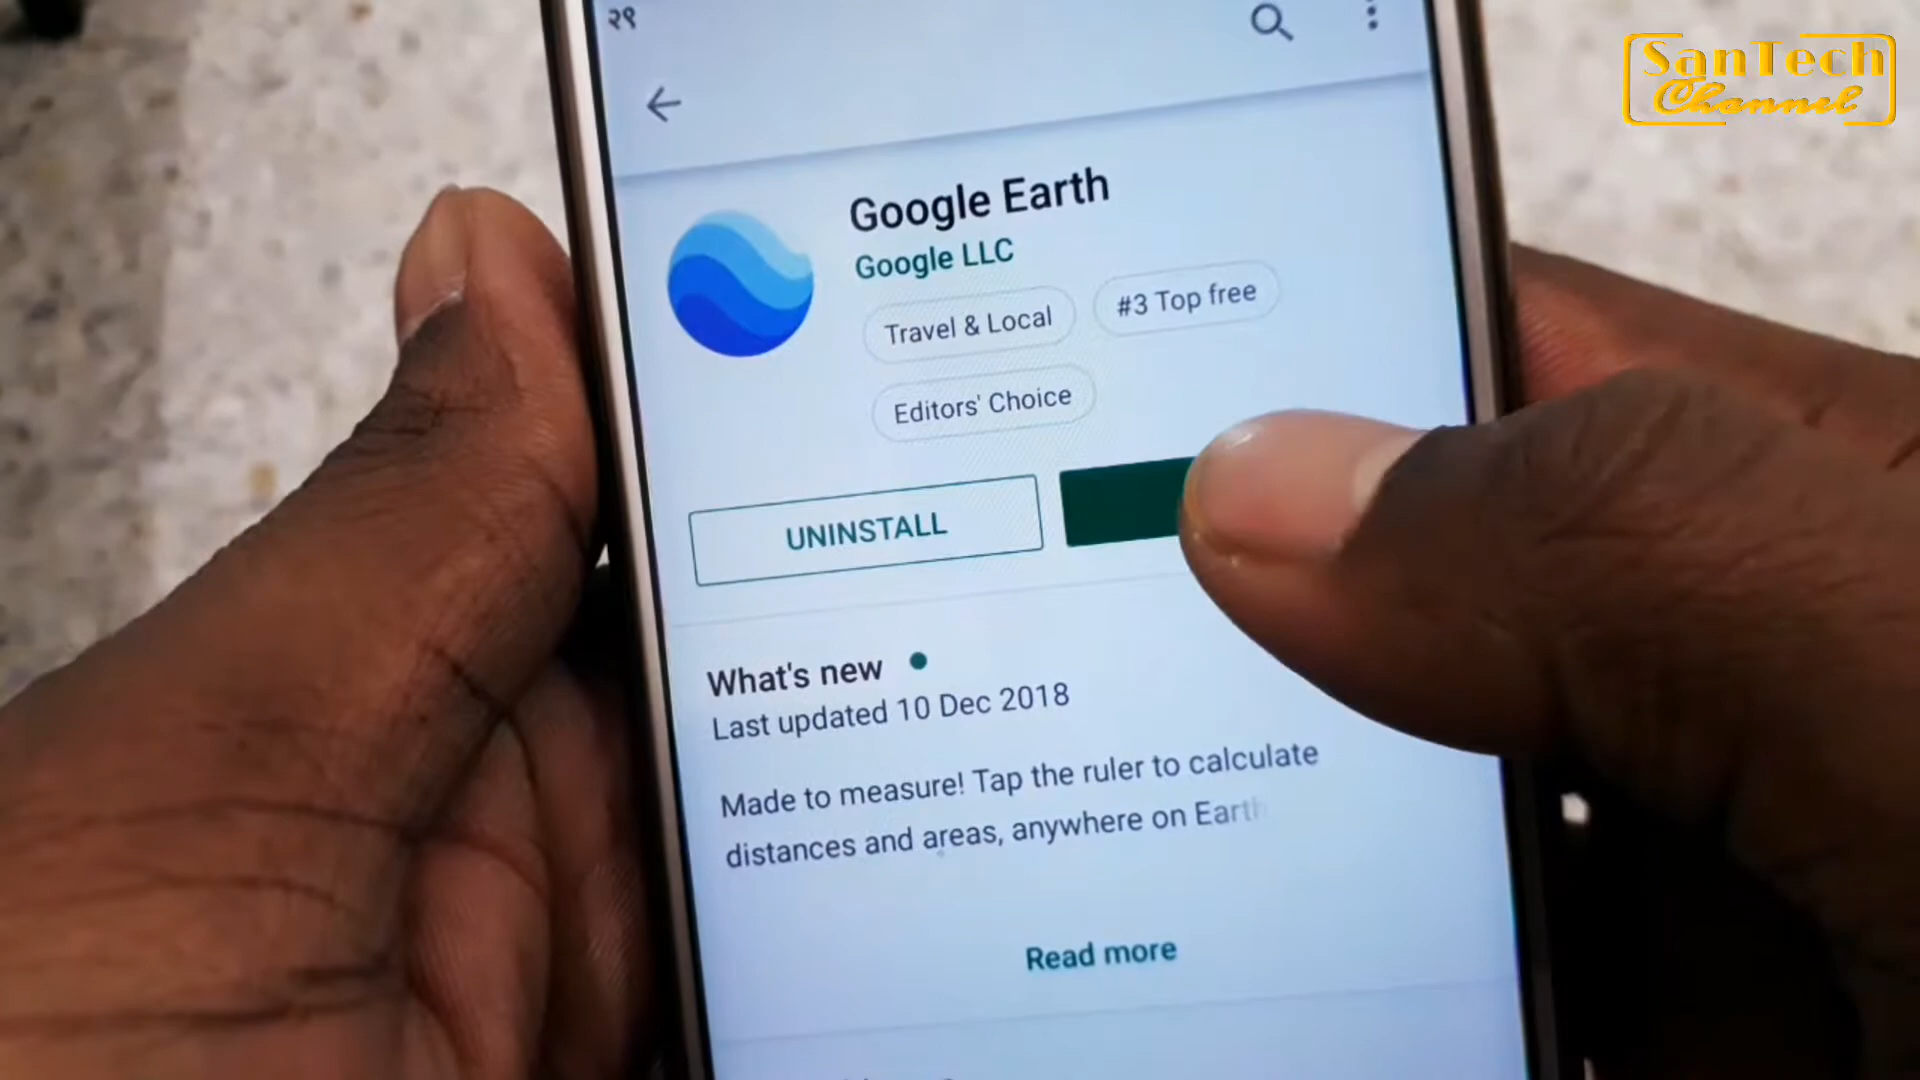 २९
SanTech
Channel
Google Earth
Google LLC
Travel & Local
#3 Top free
Editors' Choice
UNINSTALL
What's new
Last updated 10 Dec 2018
Made to measure! Tap the ruler to calculate
distances and areas, anywhere on Earth
Read more